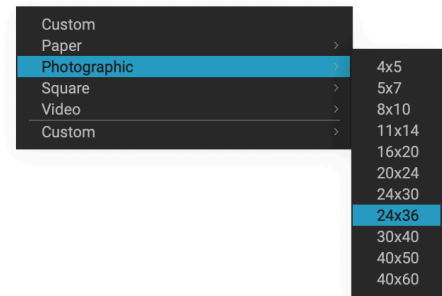 Custom
Paper
Photographic
Square
Video
Custom
4x5
5x7
8x10
11x14
16x20
20x24
24x30
24x36
30x40
40x50
40x60